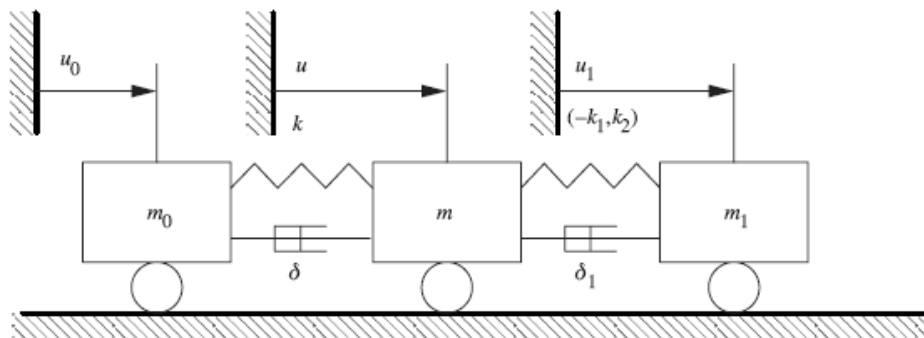 u₀ u u₁
k (–k₁,k₂)
m₀ m m₁
δ δ₁